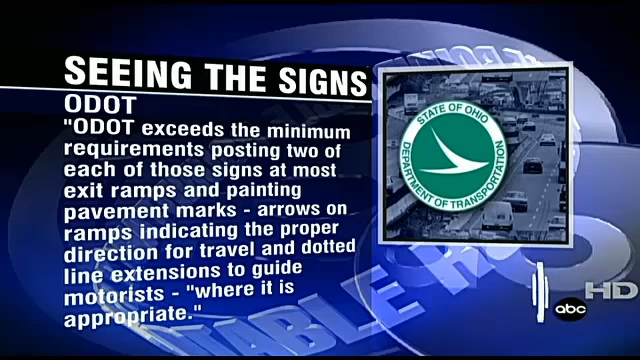 SEEING THE SIGNS
ODOT
"ODOT exceeds the minimum
requirements posting two of
each of those signs at most
exit ramps and painting
pavement marks - arrows on
ramps indicating the proper
direction for travel and dotted
line extensions to guide
motorists - "where it is
appropriate."
STATE OF OHIO
DEPARTMENT OF TRANSPORTATION
abc HD
TABLE